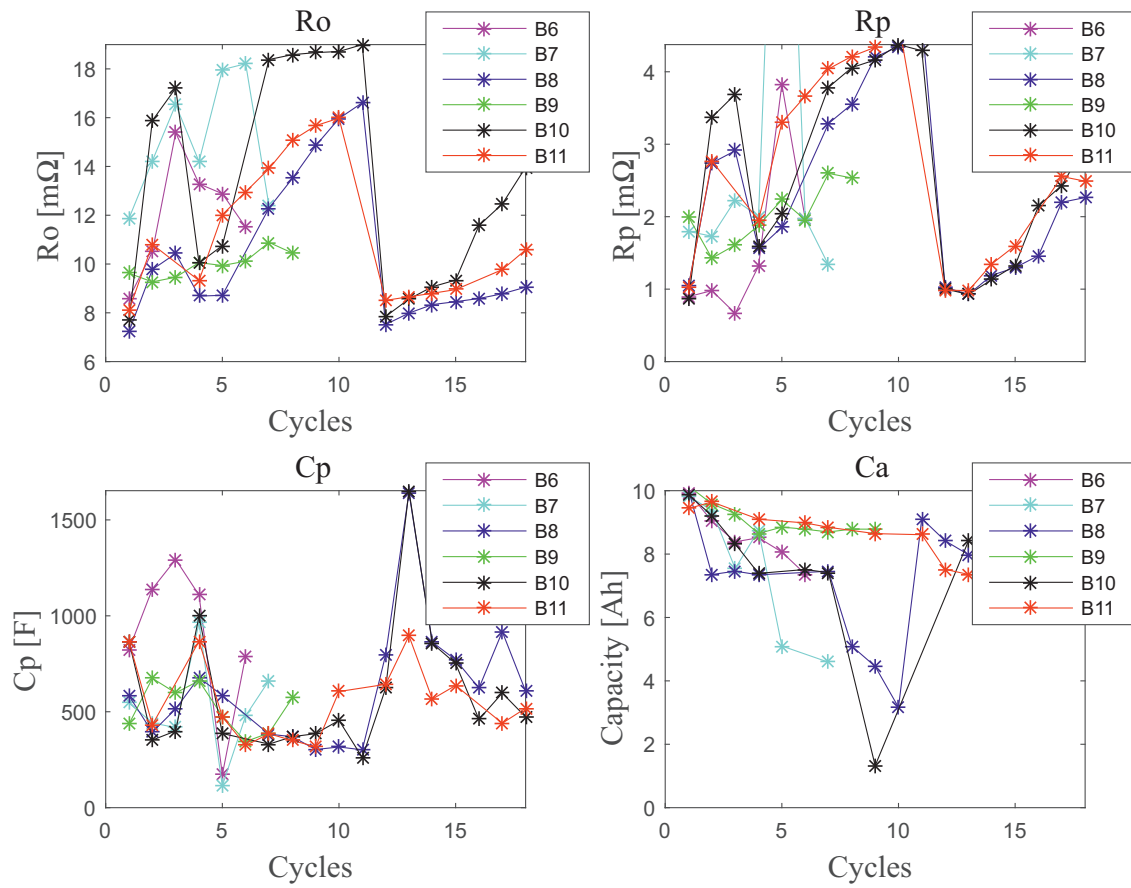 Ro
Ro [mΩ]
18
16
14
12
10
8
6
0
5
10
15
Cycles
B6
B7
B8
B9
B10
B11
Rp
Rp [mΩ]
4
3
2
1
0
0
5
10
15
Cycles
B6
B7
B8
B9
B10
B11
Cp
Cp [F]
1500
1000
500
0
0
5
10
15
Cycles
B6
B7
B8
B9
B10
B11
Ca
Capacity [Ah]
10
8
6
4
2
0
0
5
10
15
Cycles
B6
B7
B8
B9
B10
B11